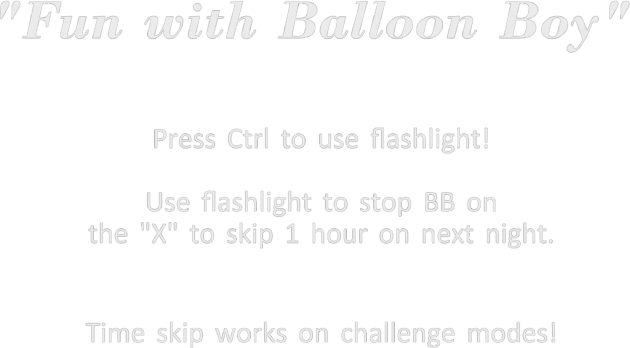 "Fun with Balloon Boy"
Press Ctrl to use flashlight!
Use flashlight to stop BB on
the "X" to skip 1 hour on next night.
Time skip works on challenge modes!